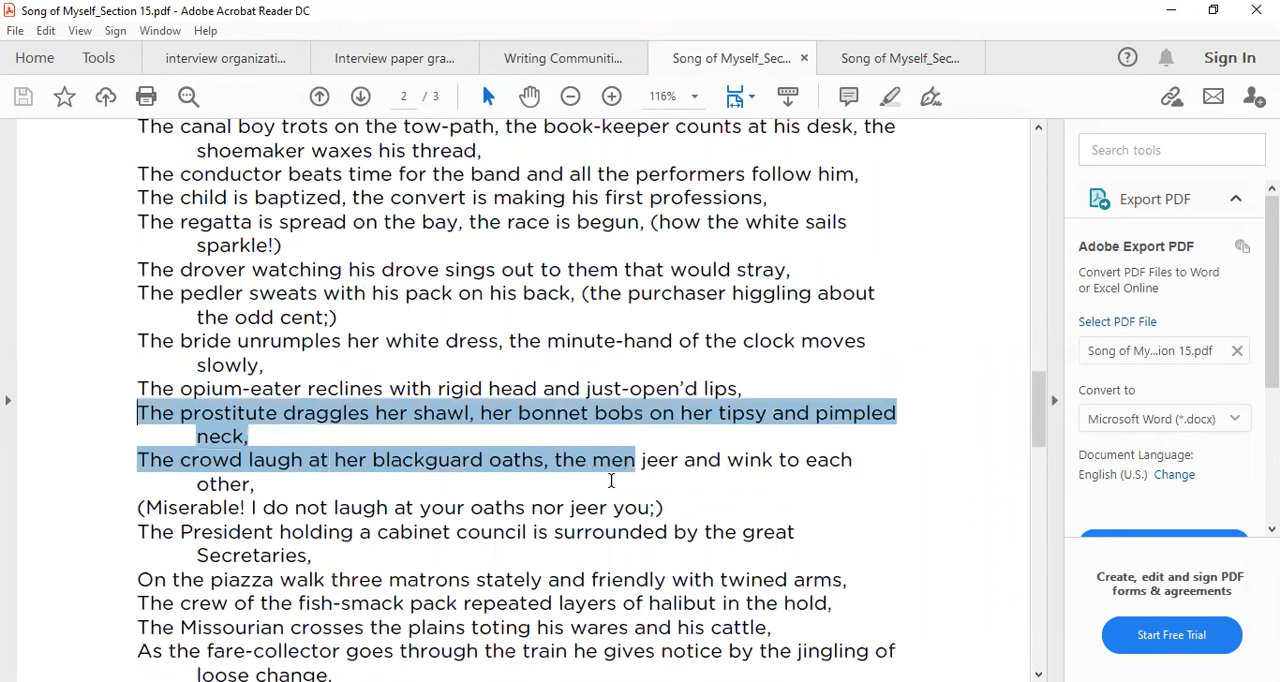 Song of Myself_Section 15.pdf - Adobe Acrobat Reader DC
File Edit View Sign Window Help
Home Tools interview organizati... Interview paper gra... Writing Communiti... Song of Myself_Sec... × Song of Myself_Sec... Sign In
2 / 3 116%
The canal boy trots on the tow-path, the book-keeper counts at his desk, the
shoemaker waxes his thread,
The conductor beats time for the band and all the performers follow him,
The child is baptized, the convert is making his first professions,
The regatta is spread on the bay, the race is begun, (how the white sails
sparkle!)
The drover watching his drove sings out to them that would stray,
The pedler sweats with his pack on his back, (the purchaser higgling about
the odd cent;)
The bride unrumples her white dress, the minute-hand of the clock moves
slowly,
The opium-eater reclines with rigid head and just-open’d lips,
The prostitute draggles her shawl, her bonnet bobs on her tipsy and pimpled
neck,
The crowd laugh at her blackguard oaths, the men jeer and wink to each
other,
(Miserable! I do not laugh at your oaths nor jeer you;)
The President holding a cabinet council is surrounded by the great
Secretaries,
On the piazza walk three matrons stately and friendly with twined arms,
The crew of the fish-smack pack repeated layers of halibut in the hold,
The Missourian crosses the plains toting his wares and his cattle,
As the fare-collector goes through the train he gives notice by the jingling of
loose change,
Search tools
Export PDF
Adobe Export PDF
Convert PDF Files to Word
or Excel Online
Select PDF File
Song of My...ion 15.pdf
Convert to
Microsoft Word (*.docx)
Document Language:
English (U.S.) Change
Create, edit and sign PDF
forms & agreements
Start Free Trial